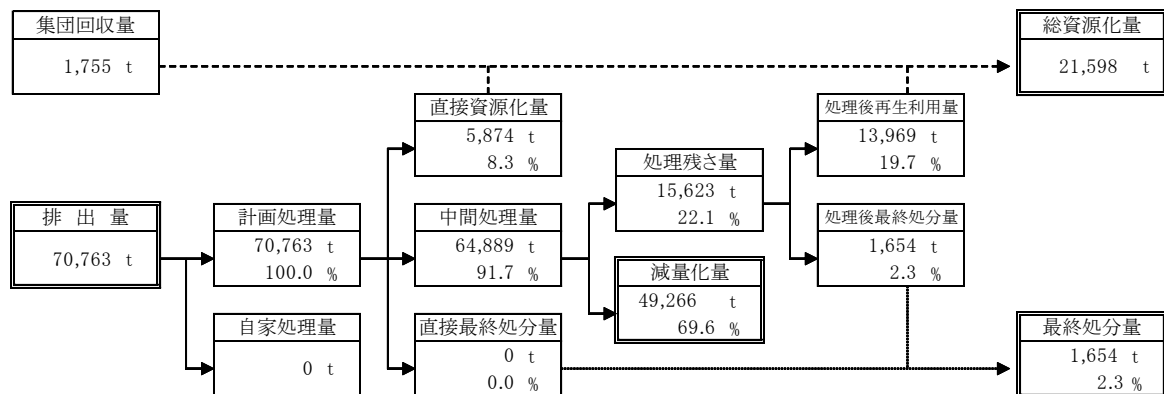 集団回収量
1,755 t
総資源化量
21,598 t
直接資源化量
5,874 t
8.3 %
処理後再生利用量
13,969 t
19.7 %
処理残さ量
15,623 t
22.1 %
排 出 量
70,763 t
計画処理量
70,763 t
100.0 %
中間処理量
64,889 t
91.7 %
処理後最終処分量
1,654 t
2.3 %
減量化量
49,266 t
69.6 %
自家処理量
0 t
直接最終処分量
0 t
0.0 %
最終処分量
1,654 t
2.3 %